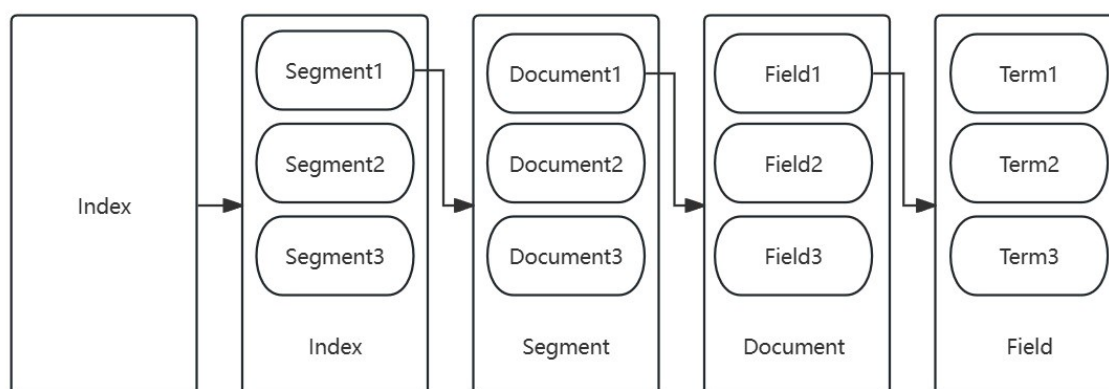 Index
Segment1
Segment2
Segment3
Index
Document1
Document2
Document3
Segment
Field1
Field2
Field3
Document
Term1
Term2
Term3
Field